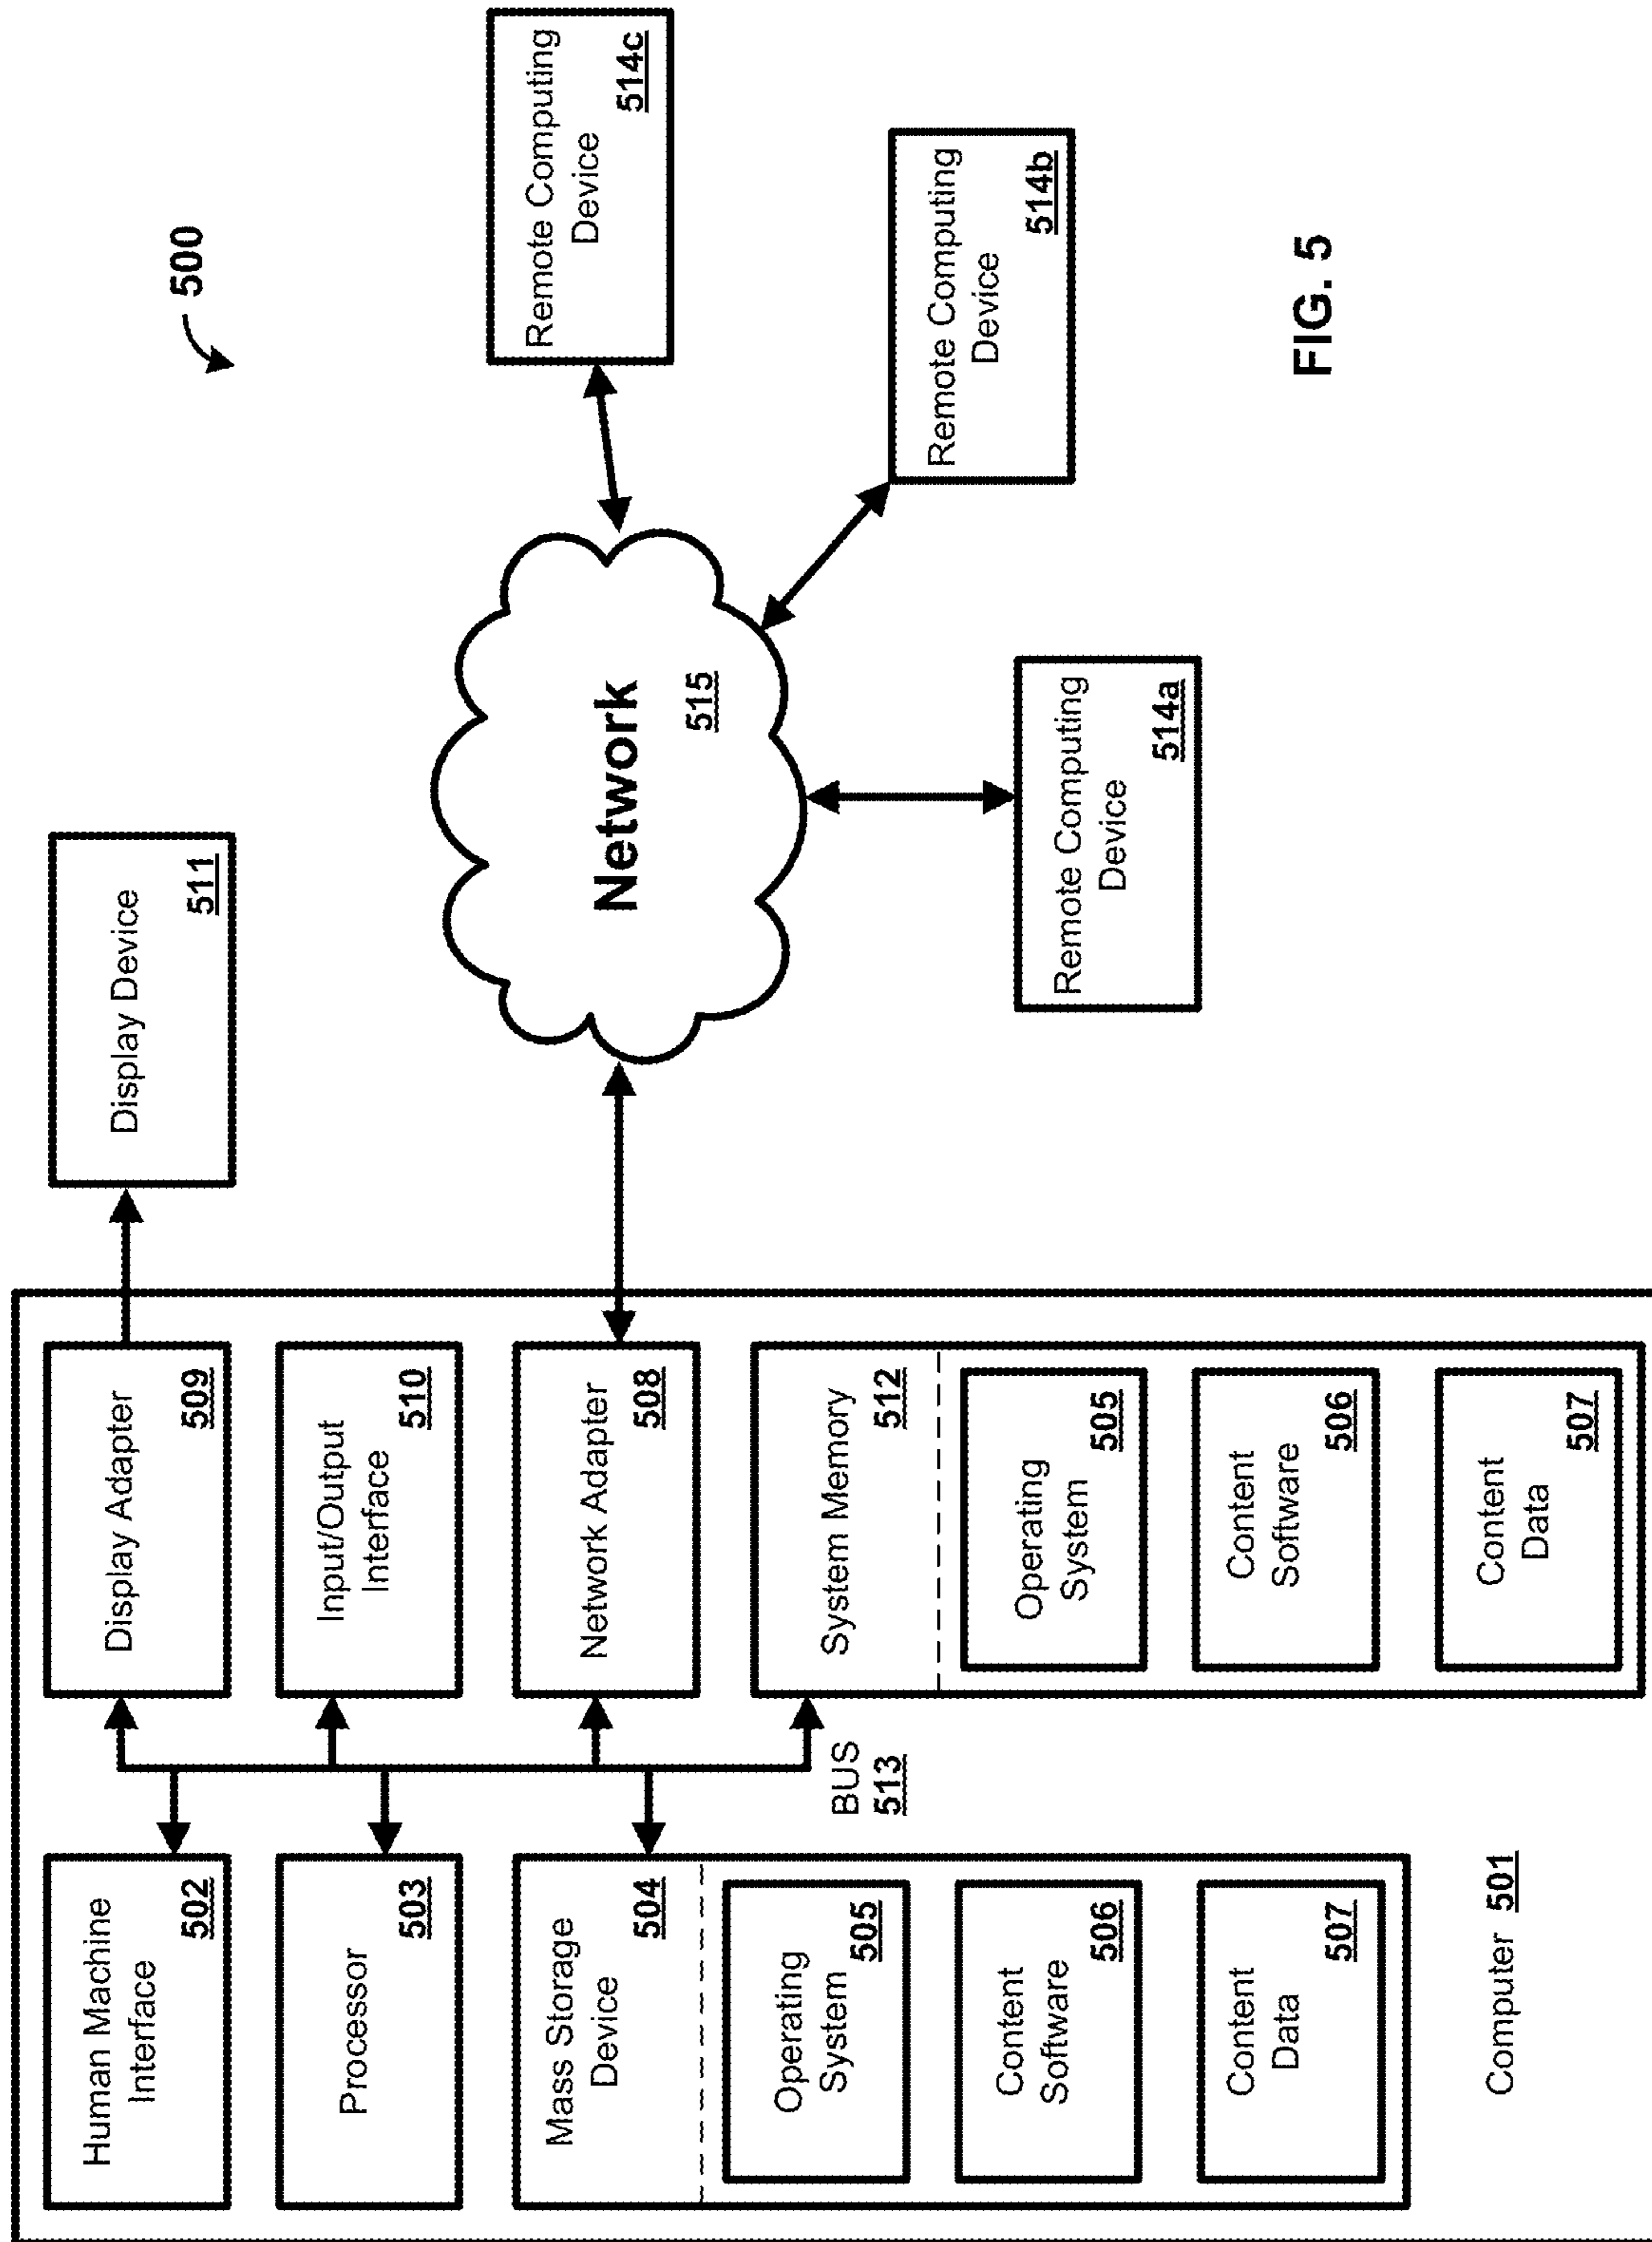 500
Human Machine
Interface
502
Processor
503
Mass Storage
Device
504
Operating
System
505
Content
Software
506
Content
Data
507
Computer 501
BUS
513
Display Adapter
509
Input/Output
Interface
510
Network Adapter
508
System Memory
512
Operating
System
505
Content
Software
506
Content
Data
507
Display Device
511
Network
515
Remote Computing
Device
514a
Remote Computing
Device
514b
Remote Computing
Device
514c
FIG. 5